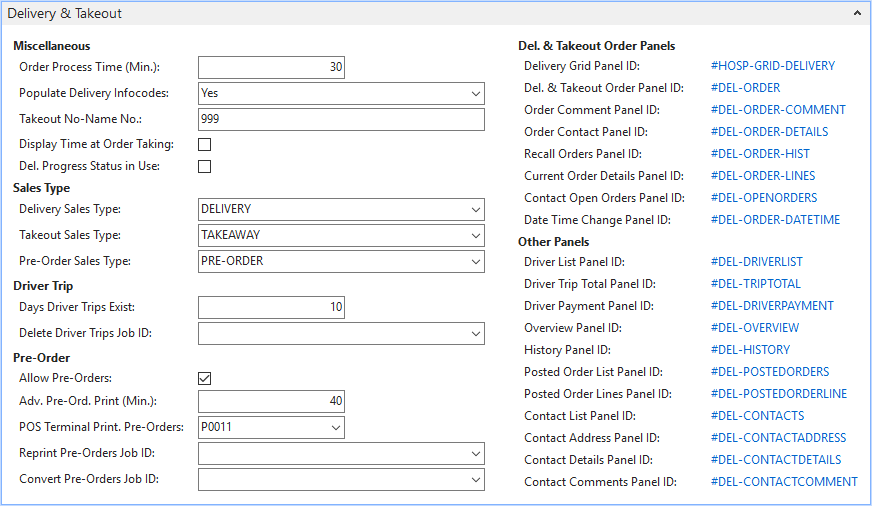 Delivery & Takeout
Miscellaneous
Order Process Time (Min.): 30
Populate Delivery Infocodes: Yes
Takeout No-Name No.: 999
Display Time at Order Taking:
Del. Progress Status in Use:
Sales Type
Delivery Sales Type: DELIVERY
Takeout Sales Type: TAKEAWAY
Pre-Order Sales Type: PRE-ORDER
Driver Trip
Days Driver Trips Exist: 10
Delete Driver Trips Job ID:
Pre-Order
Allow Pre-Orders:
Adv. Pre-Ord. Print (Min.): 40
POS Terminal Print. Pre-Orders: P0011
Reprint Pre-Orders Job ID:
Convert Pre-Orders Job ID:
Del. & Takeout Order Panels
Delivery Grid Panel ID: #HOSP-GRID-DELIVERY
Del. & Takeout Order Panel ID: #DEL-ORDER
Order Comment Panel ID: #DEL-ORDER-COMMENT
Order Contact Panel ID: #DEL-ORDER-DETAILS
Recall Orders Panel ID: #DEL-ORDER-HIST
Current Order Details Panel ID: #DEL-ORDER-LINES
Contact Open Orders Panel ID: #DEL-OPENORDERS
Date Time Change Panel ID: #DEL-ORDER-DATETIME
Other Panels
Driver List Panel ID: #DEL-DRIVERLIST
Driver Trip Total Panel ID: #DEL-TRIPTOTAL
Driver Payment Panel ID: #DEL-DRIVERPAYMENT
Overview Panel ID: #DEL-OVERVIEW
History Panel ID: #DEL-HISTORY
Posted Order List Panel ID: #DEL-POSTEDORDERS
Posted Order Lines Panel ID: #DEL-POSTEDORDERLINE
Contact List Panel ID: #DEL-CONTACTS
Contact Address Panel ID: #DEL-CONTACTADDRESS
Contact Details Panel ID: #DEL-CONTACTDETAILS
Contact Comments Panel ID: #DEL-CONTACTCOMMENT